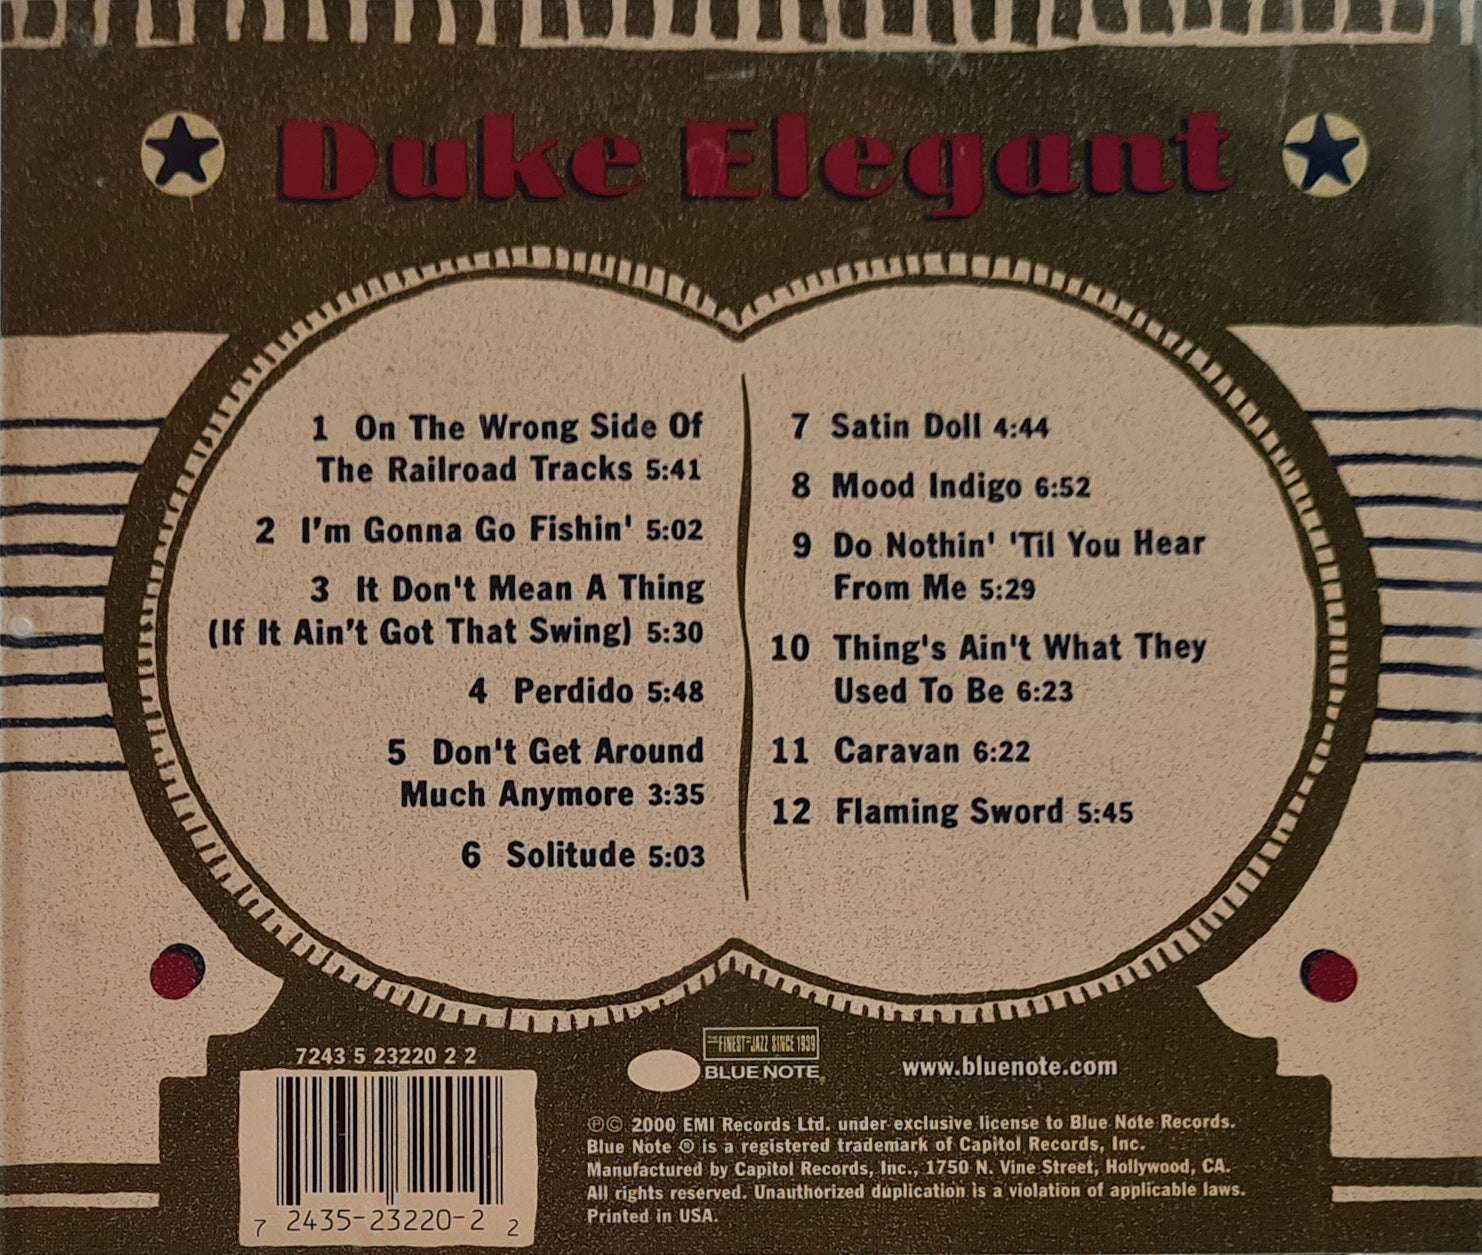 Duke Elegant
1 On The Wrong Side Of
The Railroad Tracks 5:41
2 I'm Gonna Go Fishin' 5:02
3 It Don't Mean A Thing
(If It Ain't Got That Swing) 5:30
4 Perdido 5:48
5 Don't Get Around
Much Anymore 3:35
6 Solitude 5:03
7 Satin Doll 4:44
8 Mood Indigo 6:52
9 Do Nothin' 'Til You Hear
From Me 5:29
10 Thing's Ain't What They
Used To Be 6:23
11 Caravan 6:22
12 Flaming Sword 5:45
7243 5 23220 2 2
7 2435-23220-2 2
FINEST IN JAZZ SINCE 1939
BLUE NOTE®
www.bluenote.com
℗© 2000 EMI Records Ltd. under exclusive license to Blue Note Records.
Blue Note ® is a registered trademark of Capitol Records, Inc.
Manufactured by Capitol Records, Inc., 1750 N. Vine Street, Hollywood, CA.
All rights reserved. Unauthorized duplication is a violation of applicable laws.
Printed in USA.